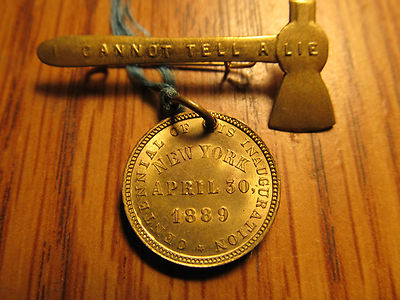 I CANNOT TELL A LIE
CENTENNIAL OF HIS INAUGURATION
NEW YORK
APRIL 30,
1889